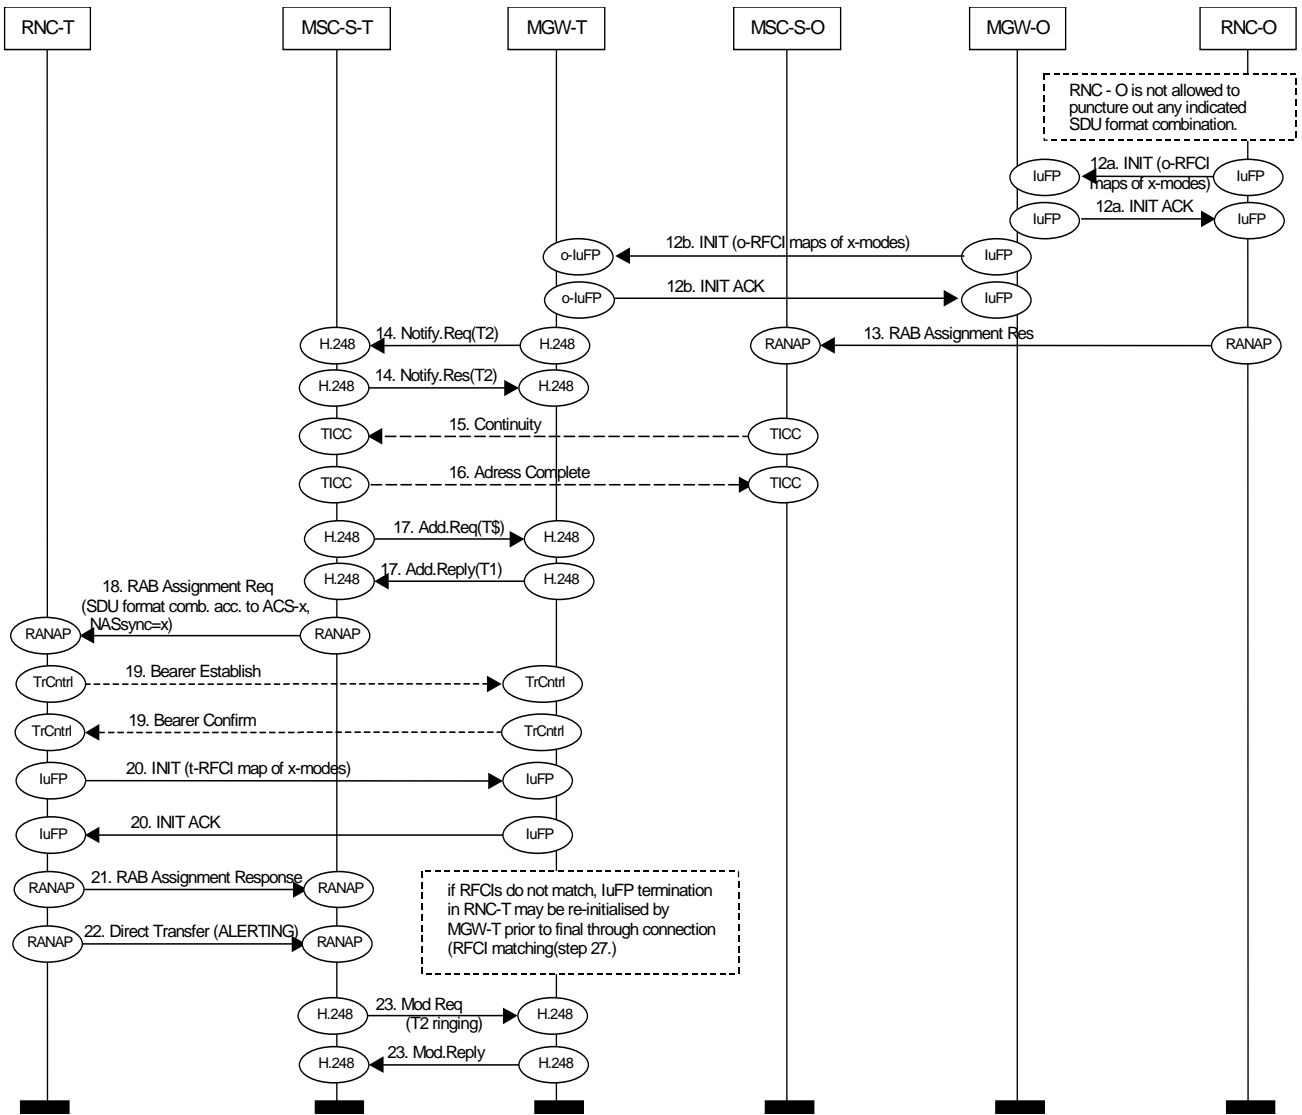 RNC-T
MSC-S-T
MGW-T
MSC-S-O
MGW-O
RNC-O
RNC - O is not allowed to
puncture out any indicated
SDU format combination.
IuFP
12a. INIT (o-RFCI
maps of x-modes)
IuFP
IuFP
12a. INIT ACK
IuFP
o-IuFP
12b. INIT (o-RFCI maps of x-modes)
IuFP
o-IuFP
12b. INIT ACK
IuFP
H.248
14. Notify.Req(T2)
H.248
RANAP
13. RAB Assignment Res
RANAP
H.248
14. Notify.Res(T2)
H.248
TICC
15. Continuity
TICC
TICC
16. Adress Complete
TICC
H.248
17. Add.Req(T$)
H.248
H.248
17. Add.Reply(T1)
H.248
18. RAB Assignment Req
(SDU format comb. acc. to ACS-x,
NASsync=x)
RANAP
RANAP
TrCntrl
19. Bearer Establish
TrCntrl
TrCntrl
19. Bearer Confirm
TrCntrl
IuFP
20. INIT (t-RFCI map of x-modes)
IuFP
IuFP
20. INIT ACK
IuFP
RANAP
21. RAB Assignment Response
RANAP
RANAP
22. Direct Transfer (ALERTING)
RANAP
if RFCIs do not match, IuFP termination
in RNC-T may be re-initialised by
MGW-T prior to final through connection
(RFCI matching(step 27.)
H.248
23. Mod Req
(T2 ringing)
H.248
H.248
23. Mod.Reply
H.248